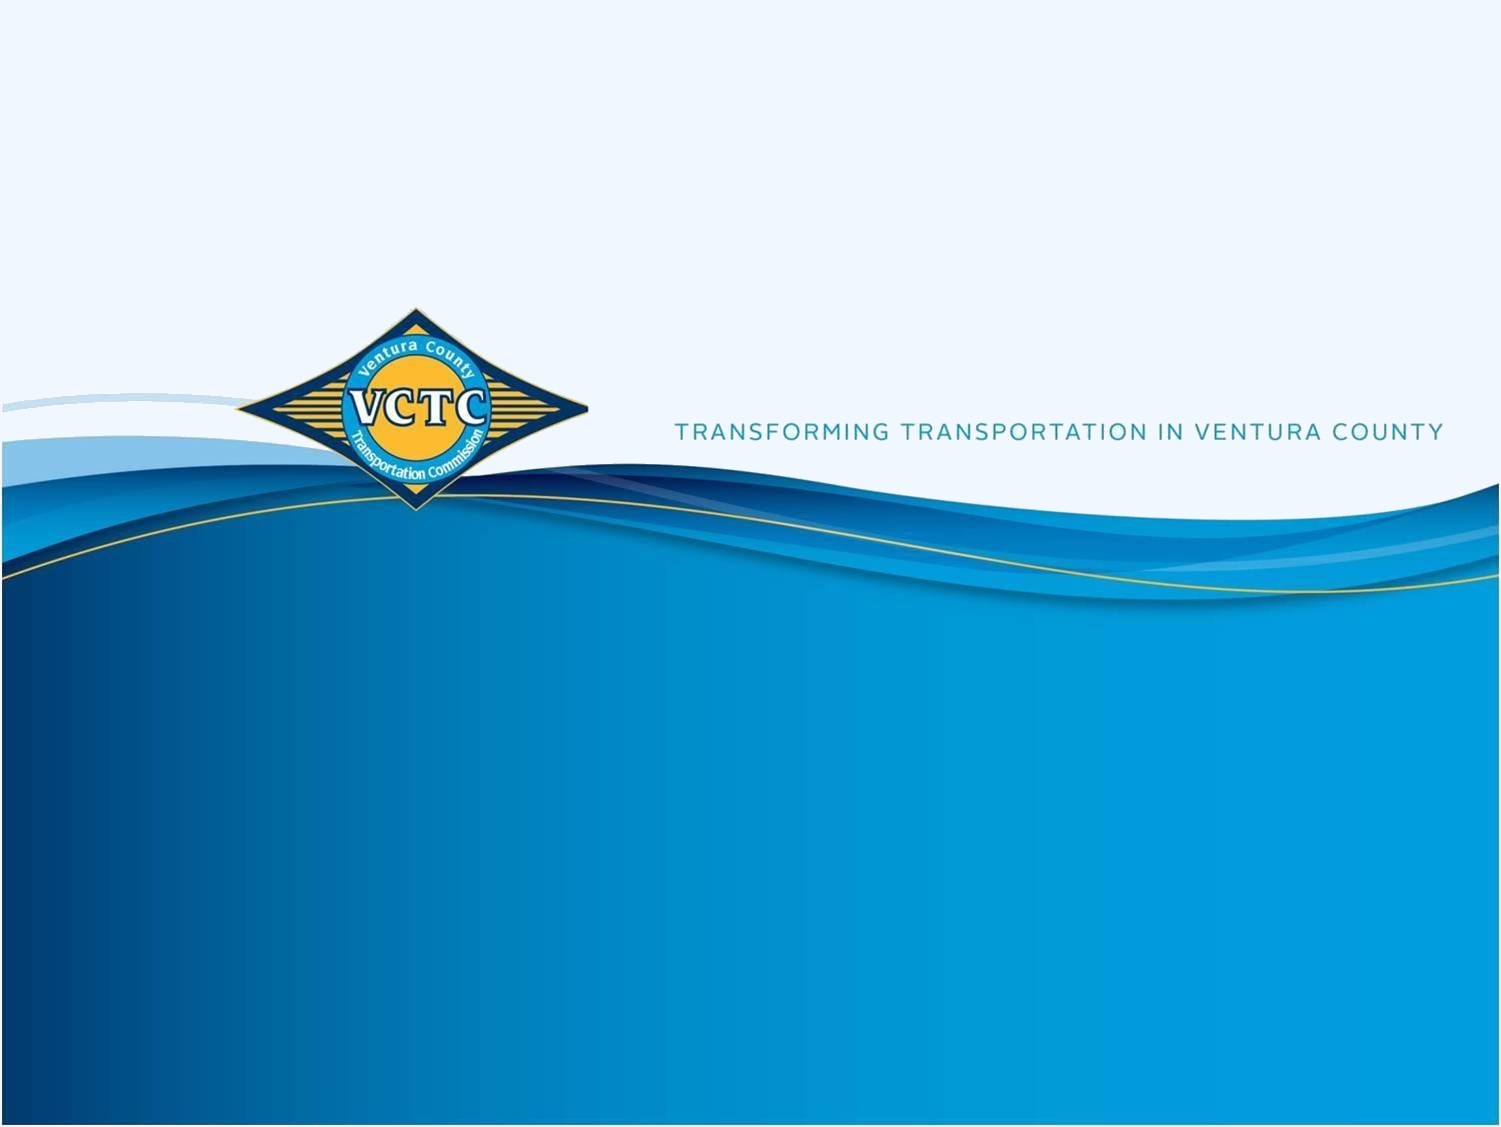 Ventura County
VCTC
Transportation Commission
TRANSFORMING TRANSPORTATION IN VENTURA COUNTY